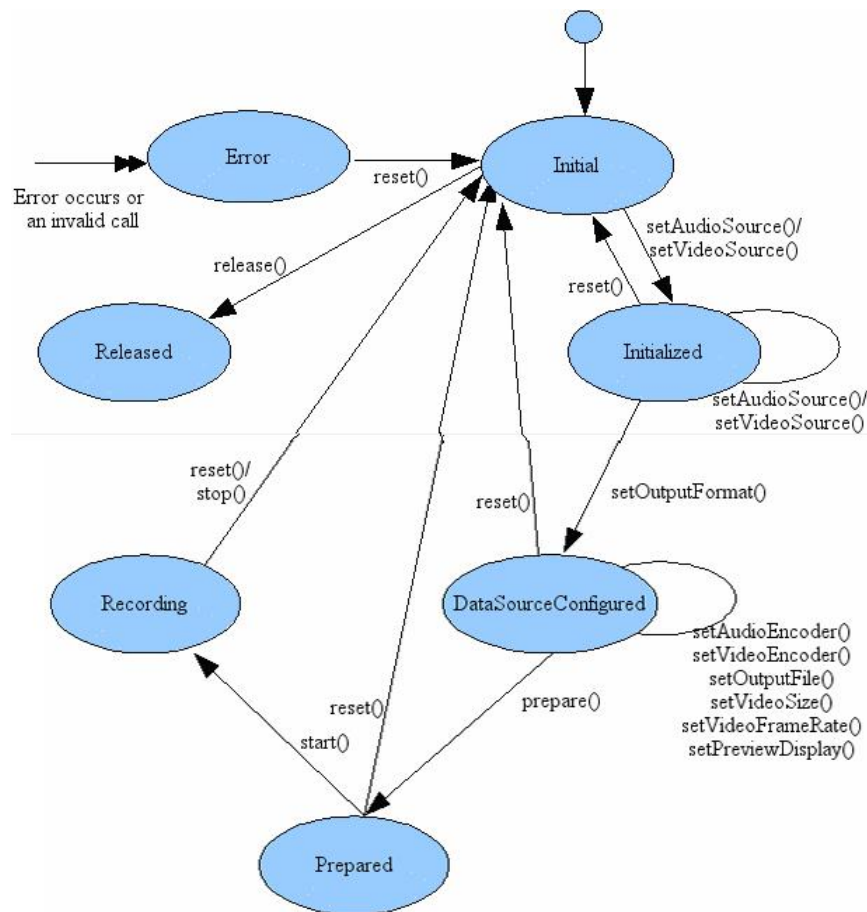 Error
Initial
reset()
Error occurs or
an invalid call
setAudioSource()/
setVideoSource()
release()
reset()
Released
Initialized
setAudioSource()/
setVideoSource()
reset()/
stop()
reset()
setOutputFormat()
Recording
DataSourceConfigured
setAudioEncoder()
setVideoEncoder()
setOutputFile()
setVideoSize()
setVideoFrameRate()
setPreviewDisplay()
reset()
prepare()
start()
Prepared